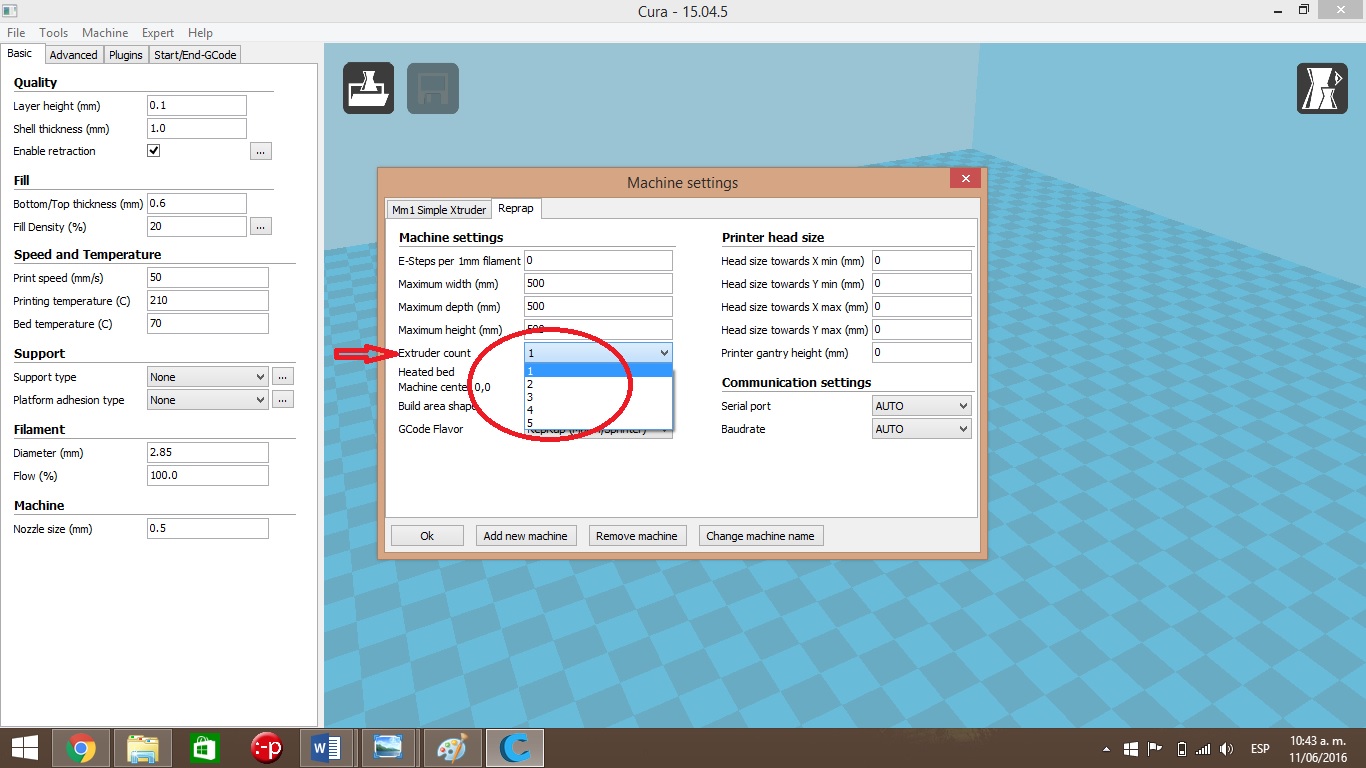 Cura - 15.04.5
File Tools Machine Expert Help
Basic Advanced Plugins Start/End-GCode
Quality
Layer height (mm) 0.1
Shell thickness (mm) 1.0
Enable retraction ...
Fill
Bottom/Top thickness (mm) 0.6
Fill Density (%) 20 ...
Speed and Temperature
Print speed (mm/s) 50
Printing temperature (C) 210
Bed temperature (C) 70
Support
Support type None ...
Platform adhesion type None ...
Filament
Diameter (mm) 2.85
Flow (%) 100.0
Machine
Nozzle size (mm) 0.5
Machine settings
Mm1 Simple Xtruder Reprap
Machine settings
E-Steps per 1mm filament 0
Maximum width (mm) 500
Maximum depth (mm) 500
Maximum height (mm) 500
Extruder count 1
1
2
3
4
5
Heated bed
Machine center 0,0
Build area shape
GCode Flavor RepRap (Marlin/Sprinter)
Printer head size
Head size towards X min (mm) 0
Head size towards Y min (mm) 0
Head size towards X max (mm) 0
Head size towards Y max (mm) 0
Printer gantry height (mm) 0
Communication settings
Serial port AUTO
Baudrate AUTO
Ok Add new machine Remove machine Change machine name
:-p
ESP
10:43 a. m.
11/06/2016